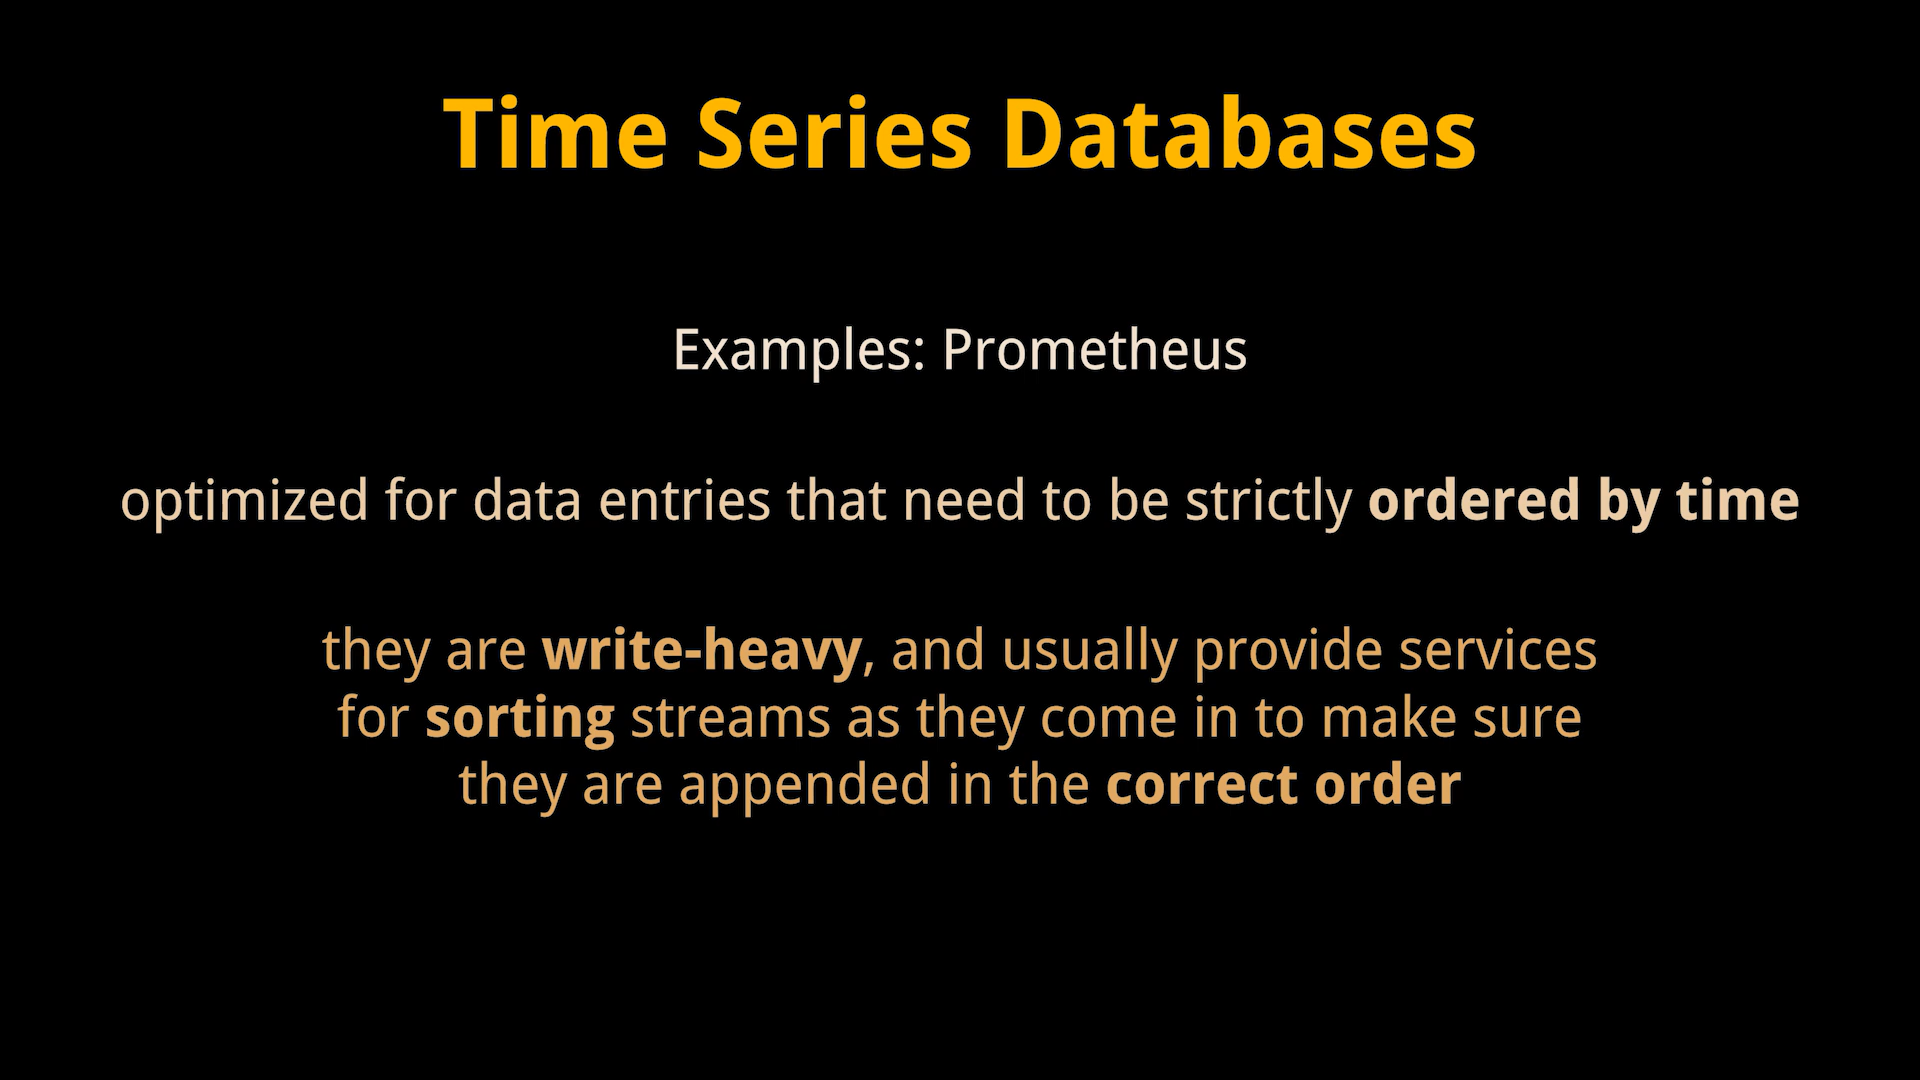 Time Series Databases
Examples: Prometheus
optimized for data entries that need to be strictly ordered by time
they are write-heavy, and usually provide services
for sorting streams as they come in to make sure
they are appended in the correct order